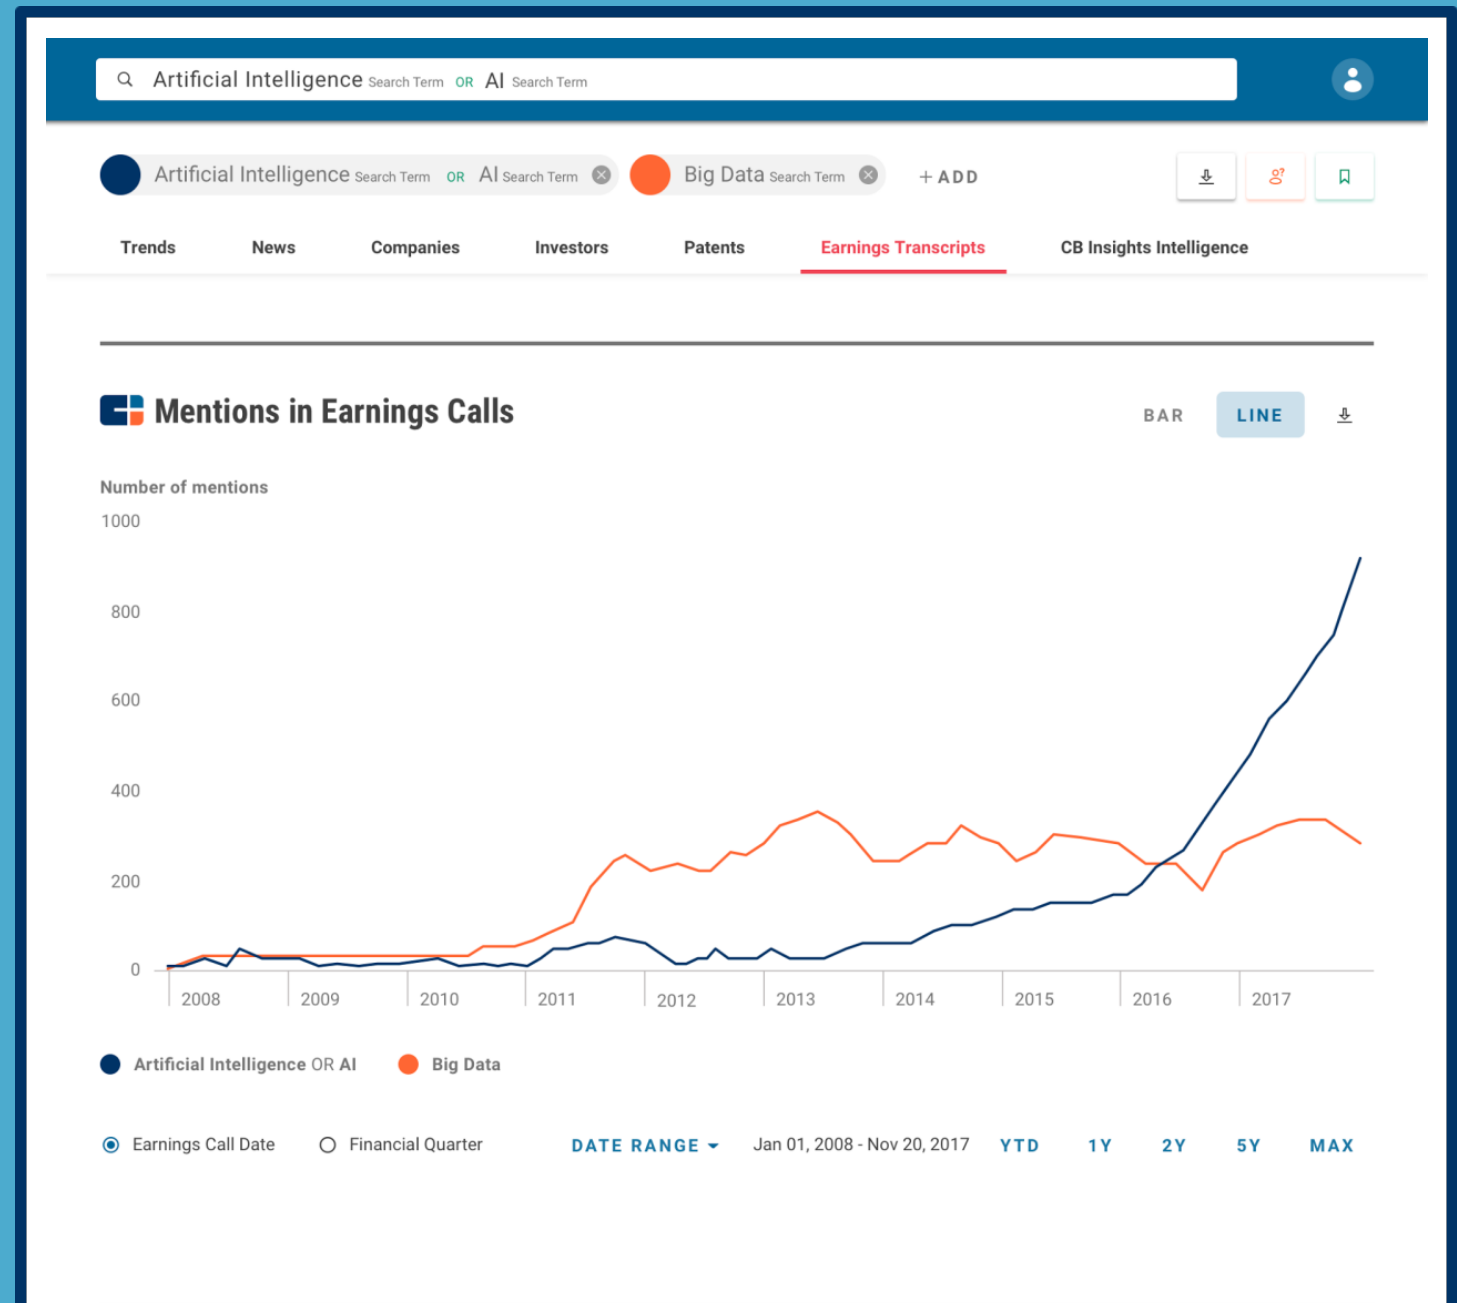 Artificial Intelligence Search Term OR AI Search Term
Artificial Intelligence Search Term OR AI Search Term Big Data Search Term + ADD
Trends News Companies Investors Patents Earnings Transcripts CB Insights Intelligence
Mentions in Earnings Calls BAR LINE
Number of mentions
1000
800
600
400
200
0
2008 2009 2010 2011 2012 2013 2014 2015 2016 2017
Artificial Intelligence OR AI Big Data
Earnings Call Date Financial Quarter DATE RANGE Jan 01, 2008 - Nov 20, 2017 YTD 1Y 2Y 5Y MAX